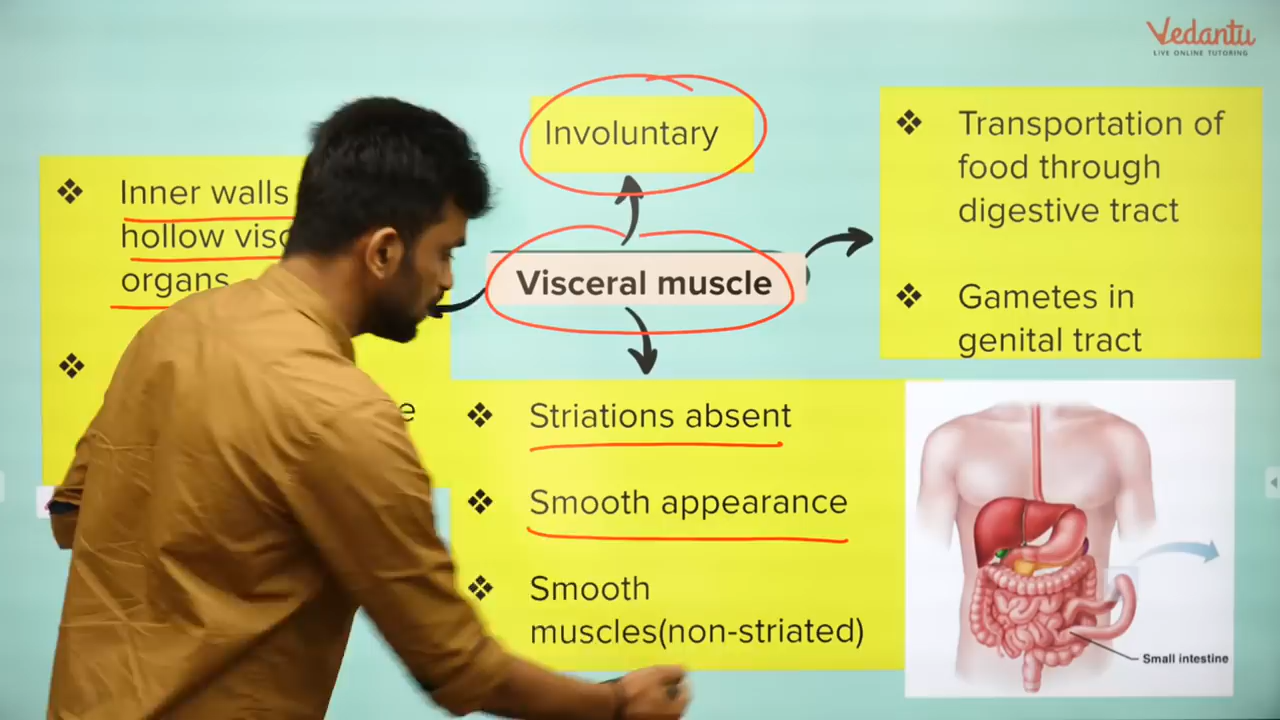 Vedantu
LIVE ONLINE TUTORING
Involuntary
Visceral muscle
❖ Inner walls
hollow
organs
❖
❖ Transportation of
food through
digestive tract
❖ Gametes in
genital tract
❖ Striations absent
❖ Smooth appearance
❖ Smooth
muscles(non-striated)
Small intestine